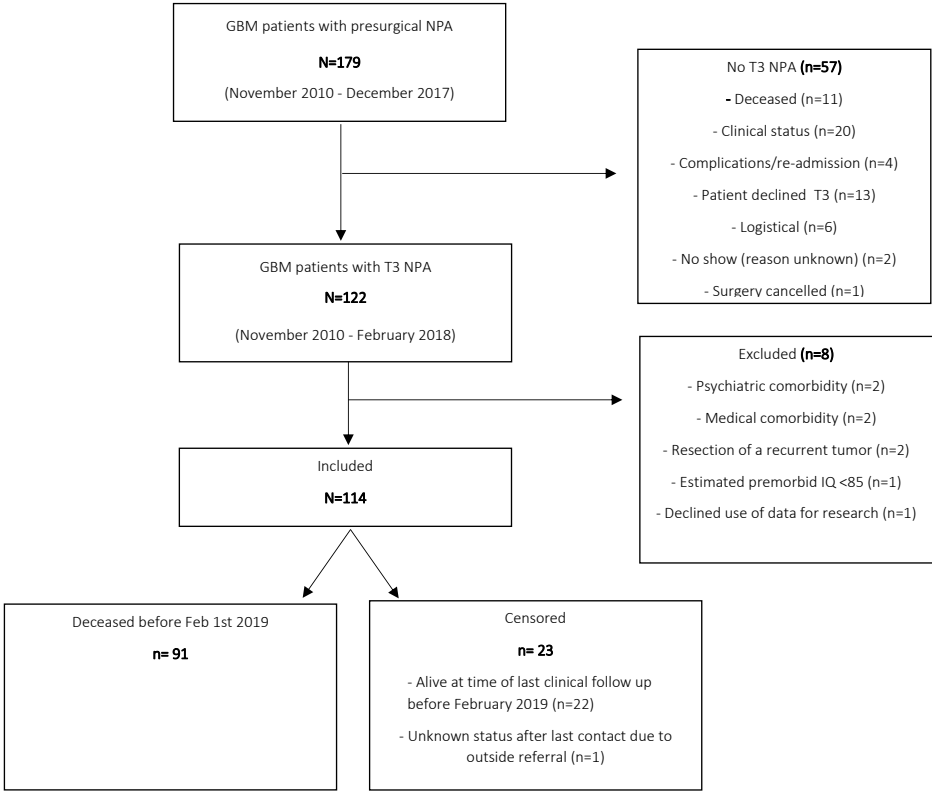 GBM patients with presurgical NPA
N=179
(November 2010 - December 2017)
No T3 NPA (n=57)
- Deceased (n=11)
- Clinical status (n=20)
- Complications/re-admission (n=4)
- Patient declined  T3 (n=13)
- Logistical (n=6)
- No show (reason unknown) (n=2)
- Surgery cancelled (n=1)
GBM patients with T3 NPA
N=122
(November 2010 - February 2018)
Excluded (n=8)
- Psychiatric comorbidity (n=2)
- Medical comorbidity (n=2)
- Resection of a recurrent tumor (n=2)
- Estimated premorbid IQ <85 (n=1)
- Declined use of data for research (n=1)
Included
N=114
Deceased before Feb 1st 2019
n= 91
Censored
n= 23
- Alive at time of last clinical follow up
before February 2019 (n=22)
- Unknown status after last contact due to
outside referral (n=1)